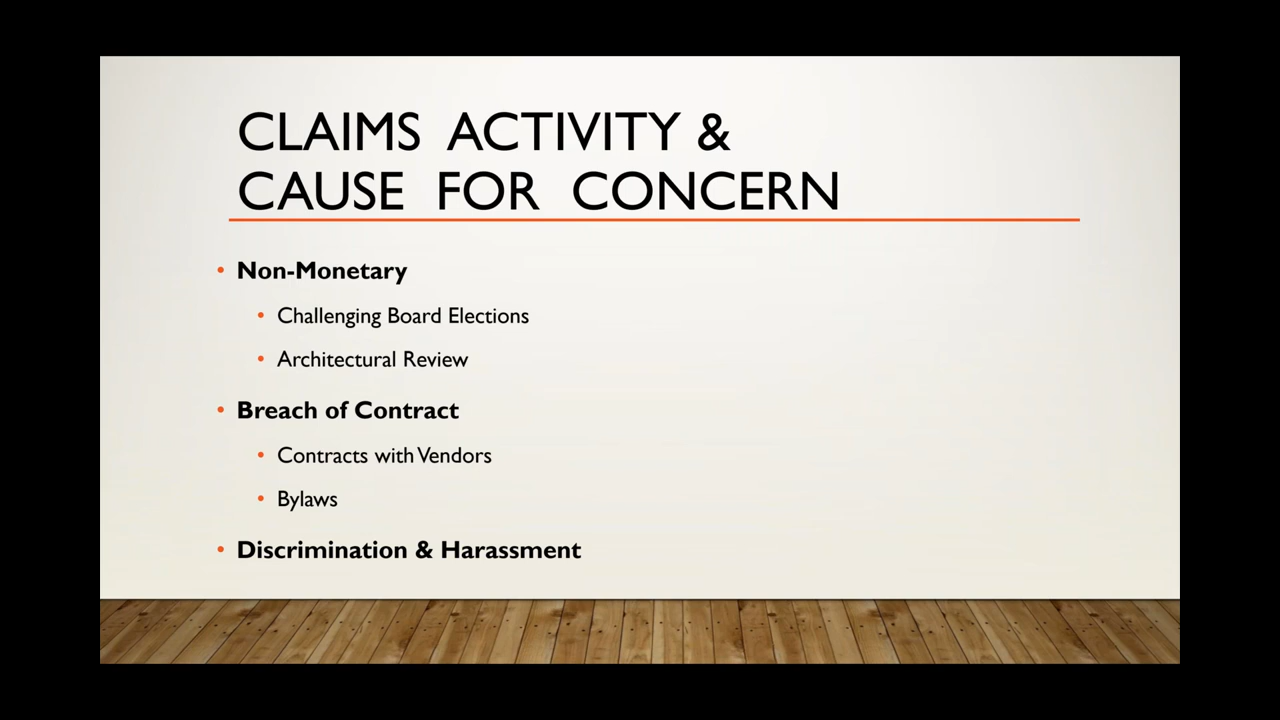 CLAIMS ACTIVITY &
CAUSE FOR CONCERN
• Non-Monetary
• Challenging Board Elections
• Architectural Review
• Breach of Contract
• Contracts with Vendors
• Bylaws
• Discrimination & Harassment